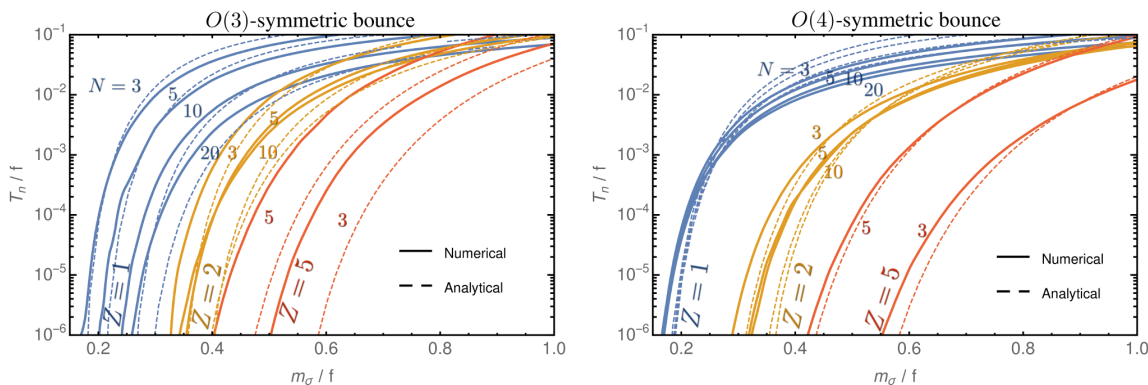 O(3)-symmetric bounce
10⁻¹
10⁻²
10⁻³
10⁻⁴
10⁻⁵
10⁻⁶
Tₙ / f
N = 3
5
10
20
3
5
10
5
3
Z = 1
Z = 2
Z = 5
Numerical
Analytical
0.2 0.4 0.6 0.8 1.0
m_σ / f
O(4)-symmetric bounce
10⁻¹
10⁻²
10⁻³
10⁻⁴
10⁻⁵
10⁻⁶
Tₙ / f
N = 3
5
10
20
3
5
10
5
3
Z = 1
Z = 2
Z = 5
Numerical
Analytical
0.2 0.4 0.6 0.8 1.0
m_σ / f